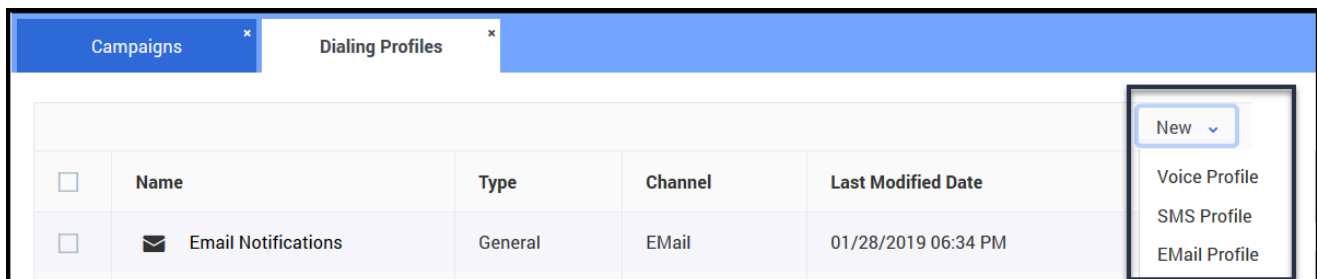 Campaigns × Dialing Profiles ×
New
Name Type Channel Last Modified Date Voice Profile
SMS Profile
Email Notifications General EMail 01/28/2019 06:34 PM
EMail Profile